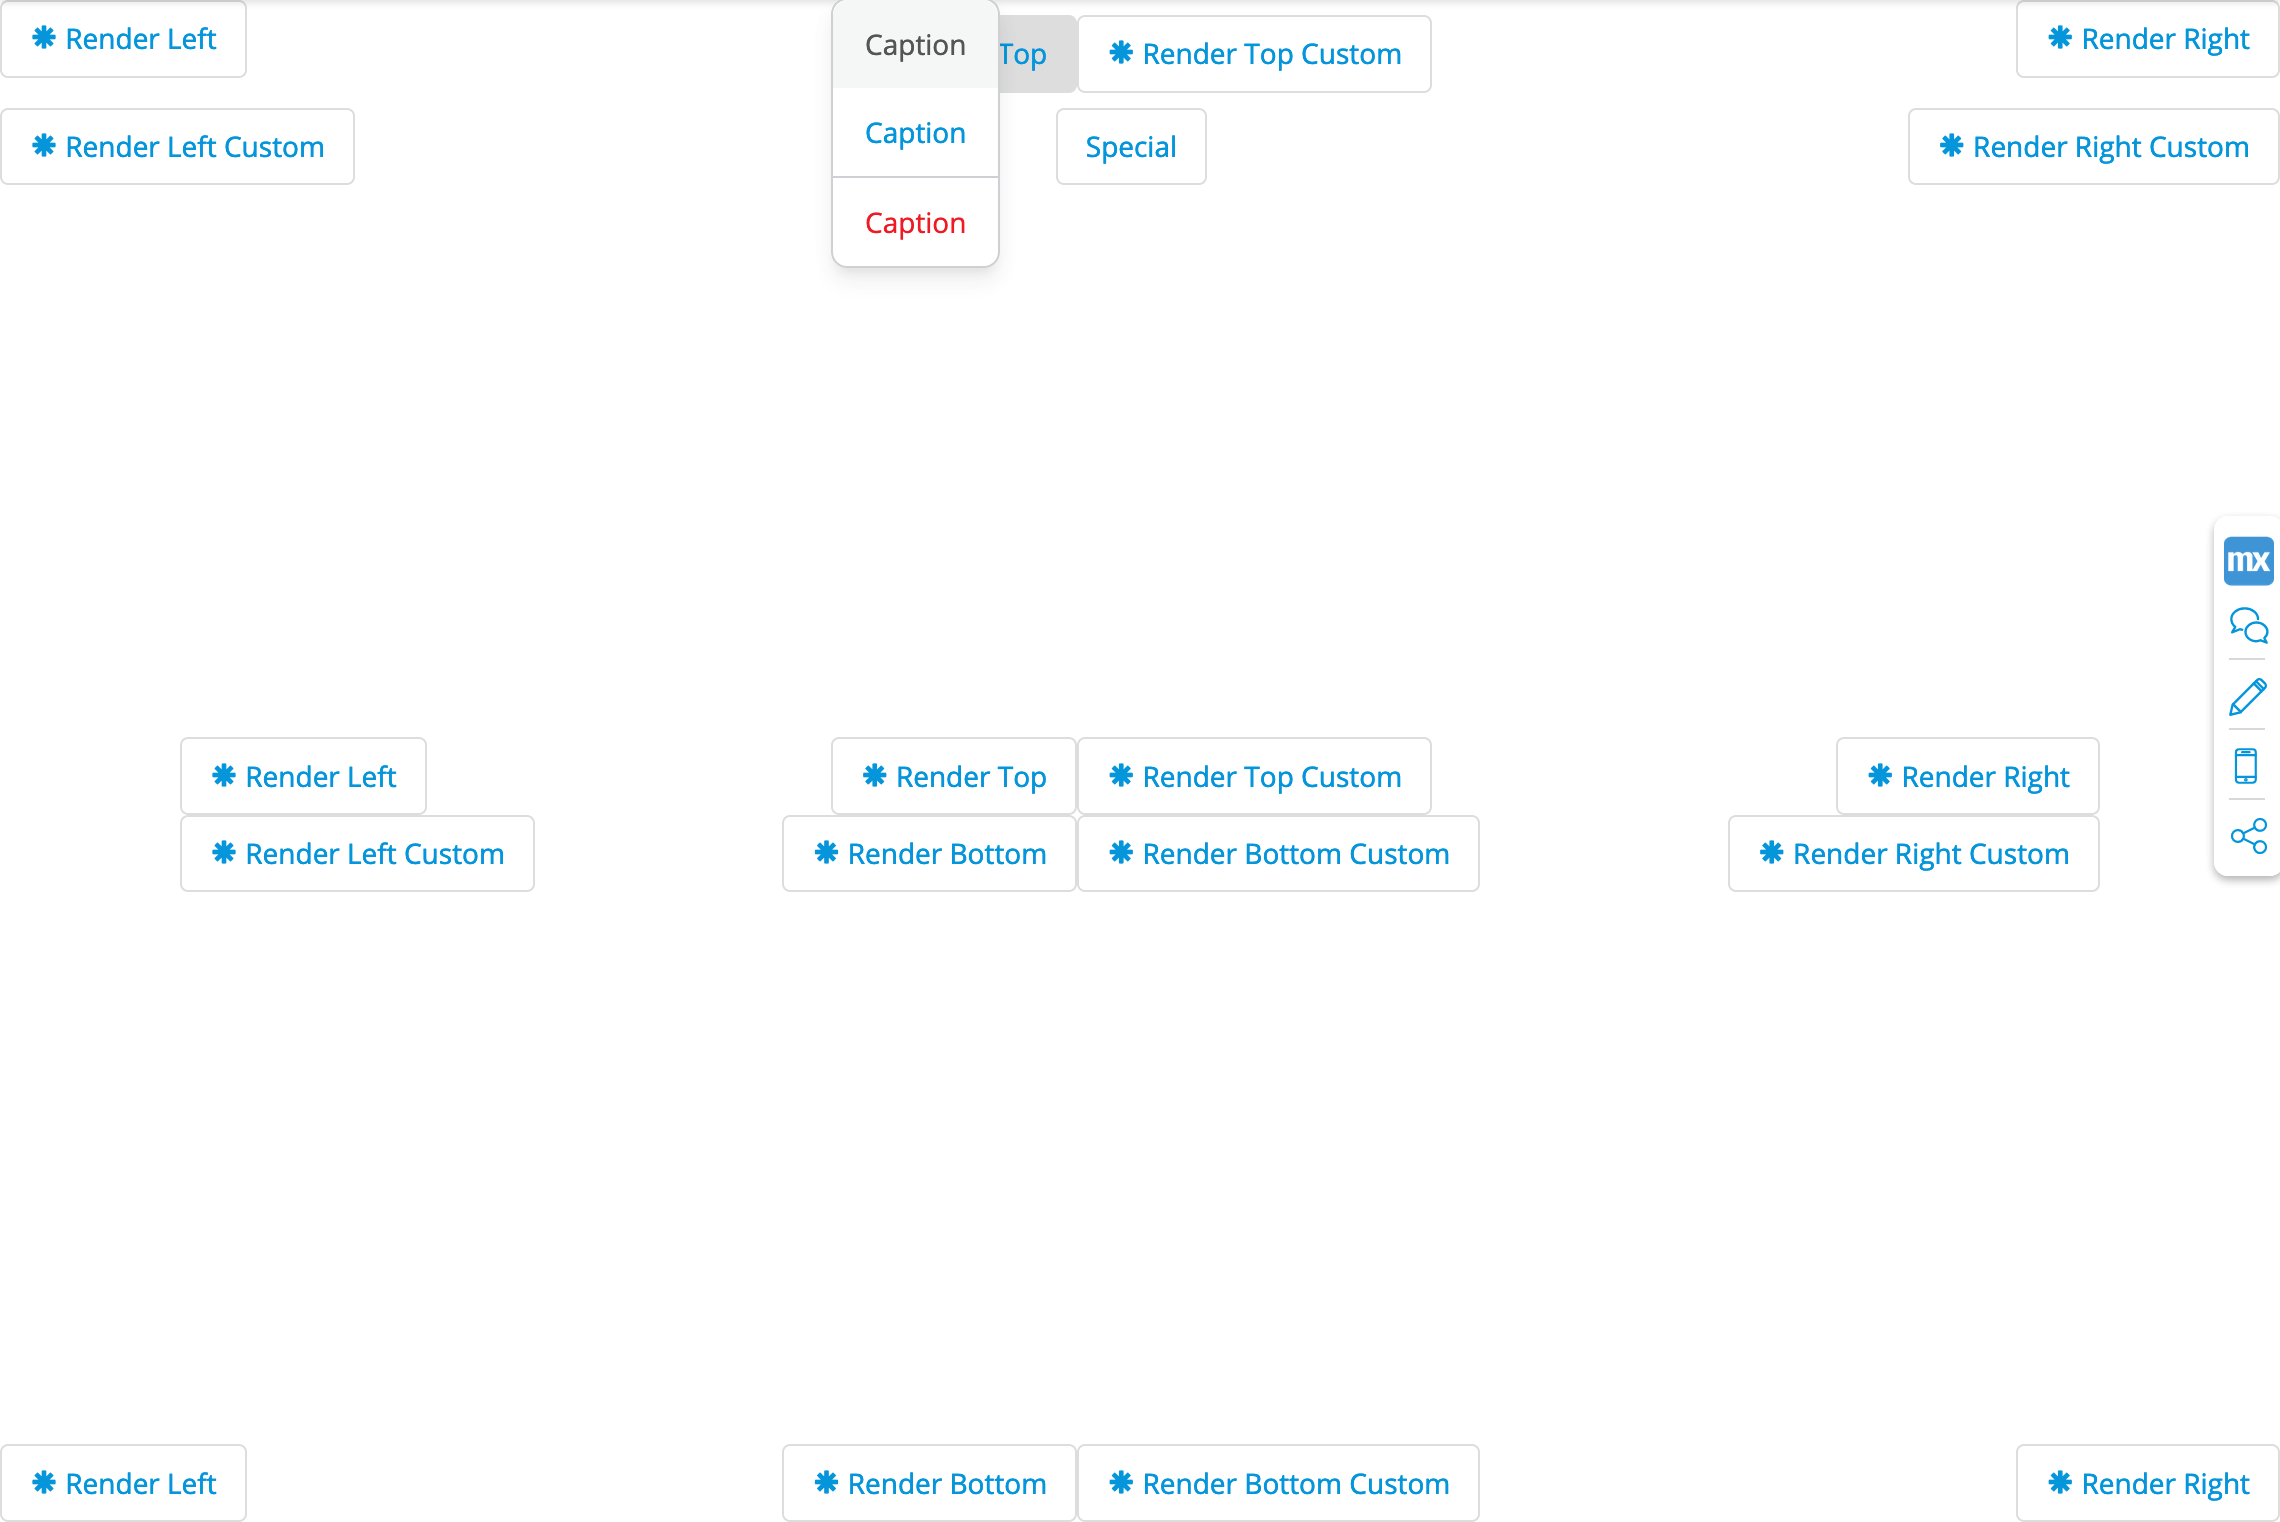 Render Left
Caption
Top
Render Top Custom
Render Right
Render Left Custom
Caption
Special
Render Right Custom
Caption
mx
Render Left
Render Top
Render Top Custom
Render Right
Render Left Custom
Render Bottom
Render Bottom Custom
Render Right Custom
Render Left
Render Bottom
Render Bottom Custom
Render Right